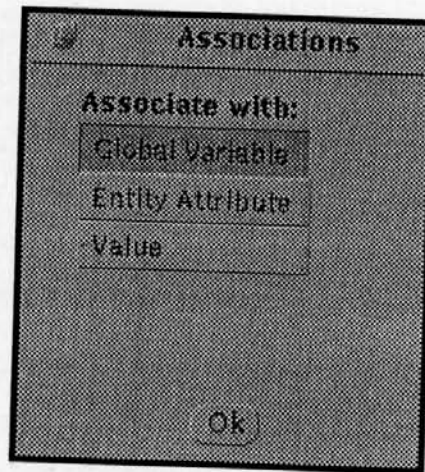 Associations
Associate with:
Global Variable
Entity Attribute
Value
Ok